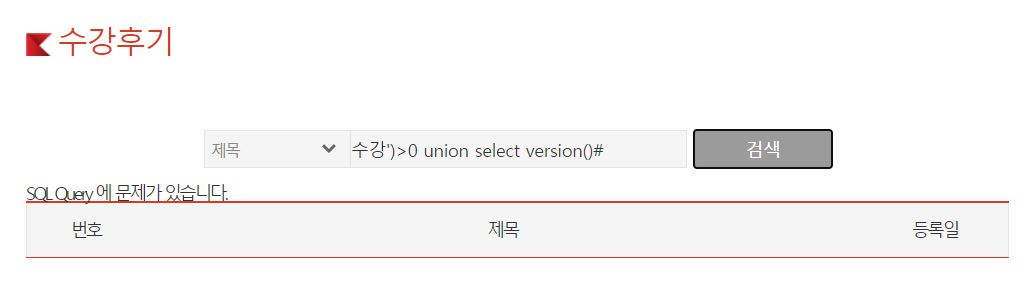 수강후기
제목 수강')>0 union select version()# 검색
SQL Query 에 문제가 있습니다.
번호 제목 등록일